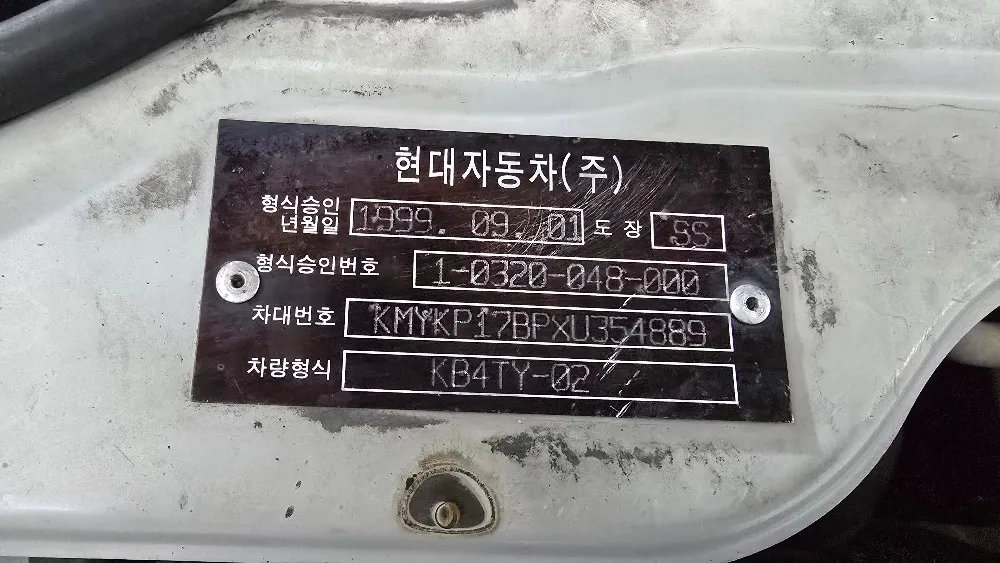 현대자동차(주)
형식승인
년월일 1999. 09. 01 도 장 SS
형식승인번호 1-0320-048-000
차대번호 KMYKP17BPXU354889
차량형식 KB4TY-02